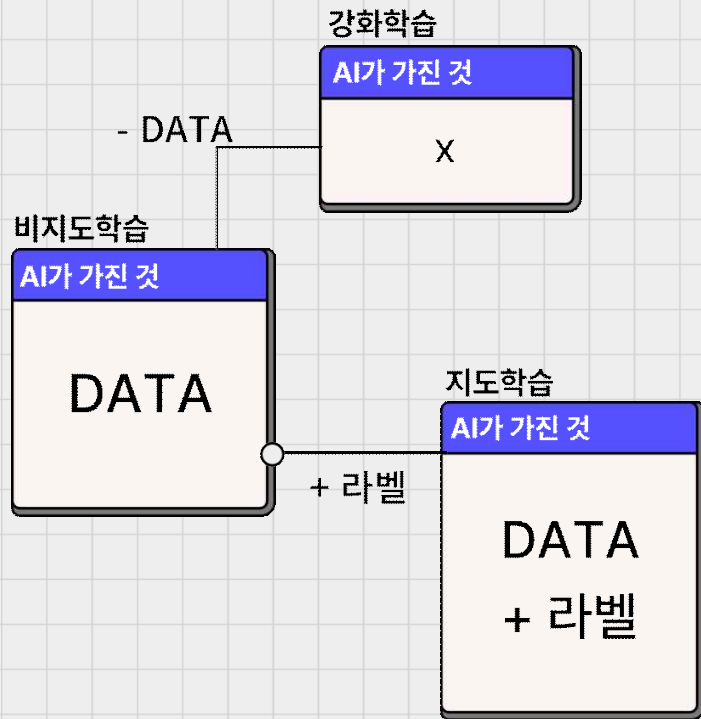 강화학습
AI가 가진 것
x
- DATA
비지도학습
AI가 가진 것
DATA
+ 라벨
지도학습
AI가 가진 것
DATA
+ 라벨